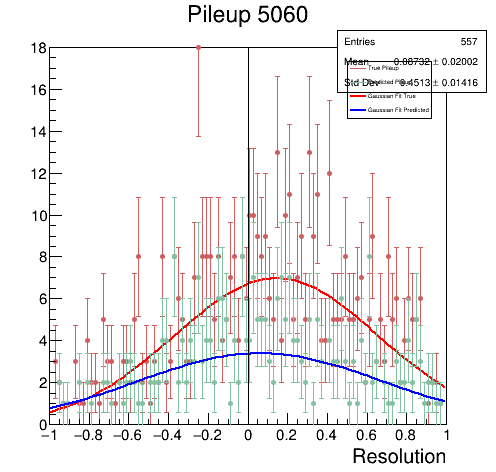 Pileup 5060
Entries 557
Mean 0.08732 ± 0.02002
Std Dev 0.4513 ± 0.01416
True Pileup
Predicted Pileup
Gaussian Fit True
Gaussian Fit Predicted
18
16
14
12
10
8
6
4
2
0
−1 −0.8 −0.6 −0.4 −0.2 0 0.2 0.4 0.6 0.8 1
Resolution